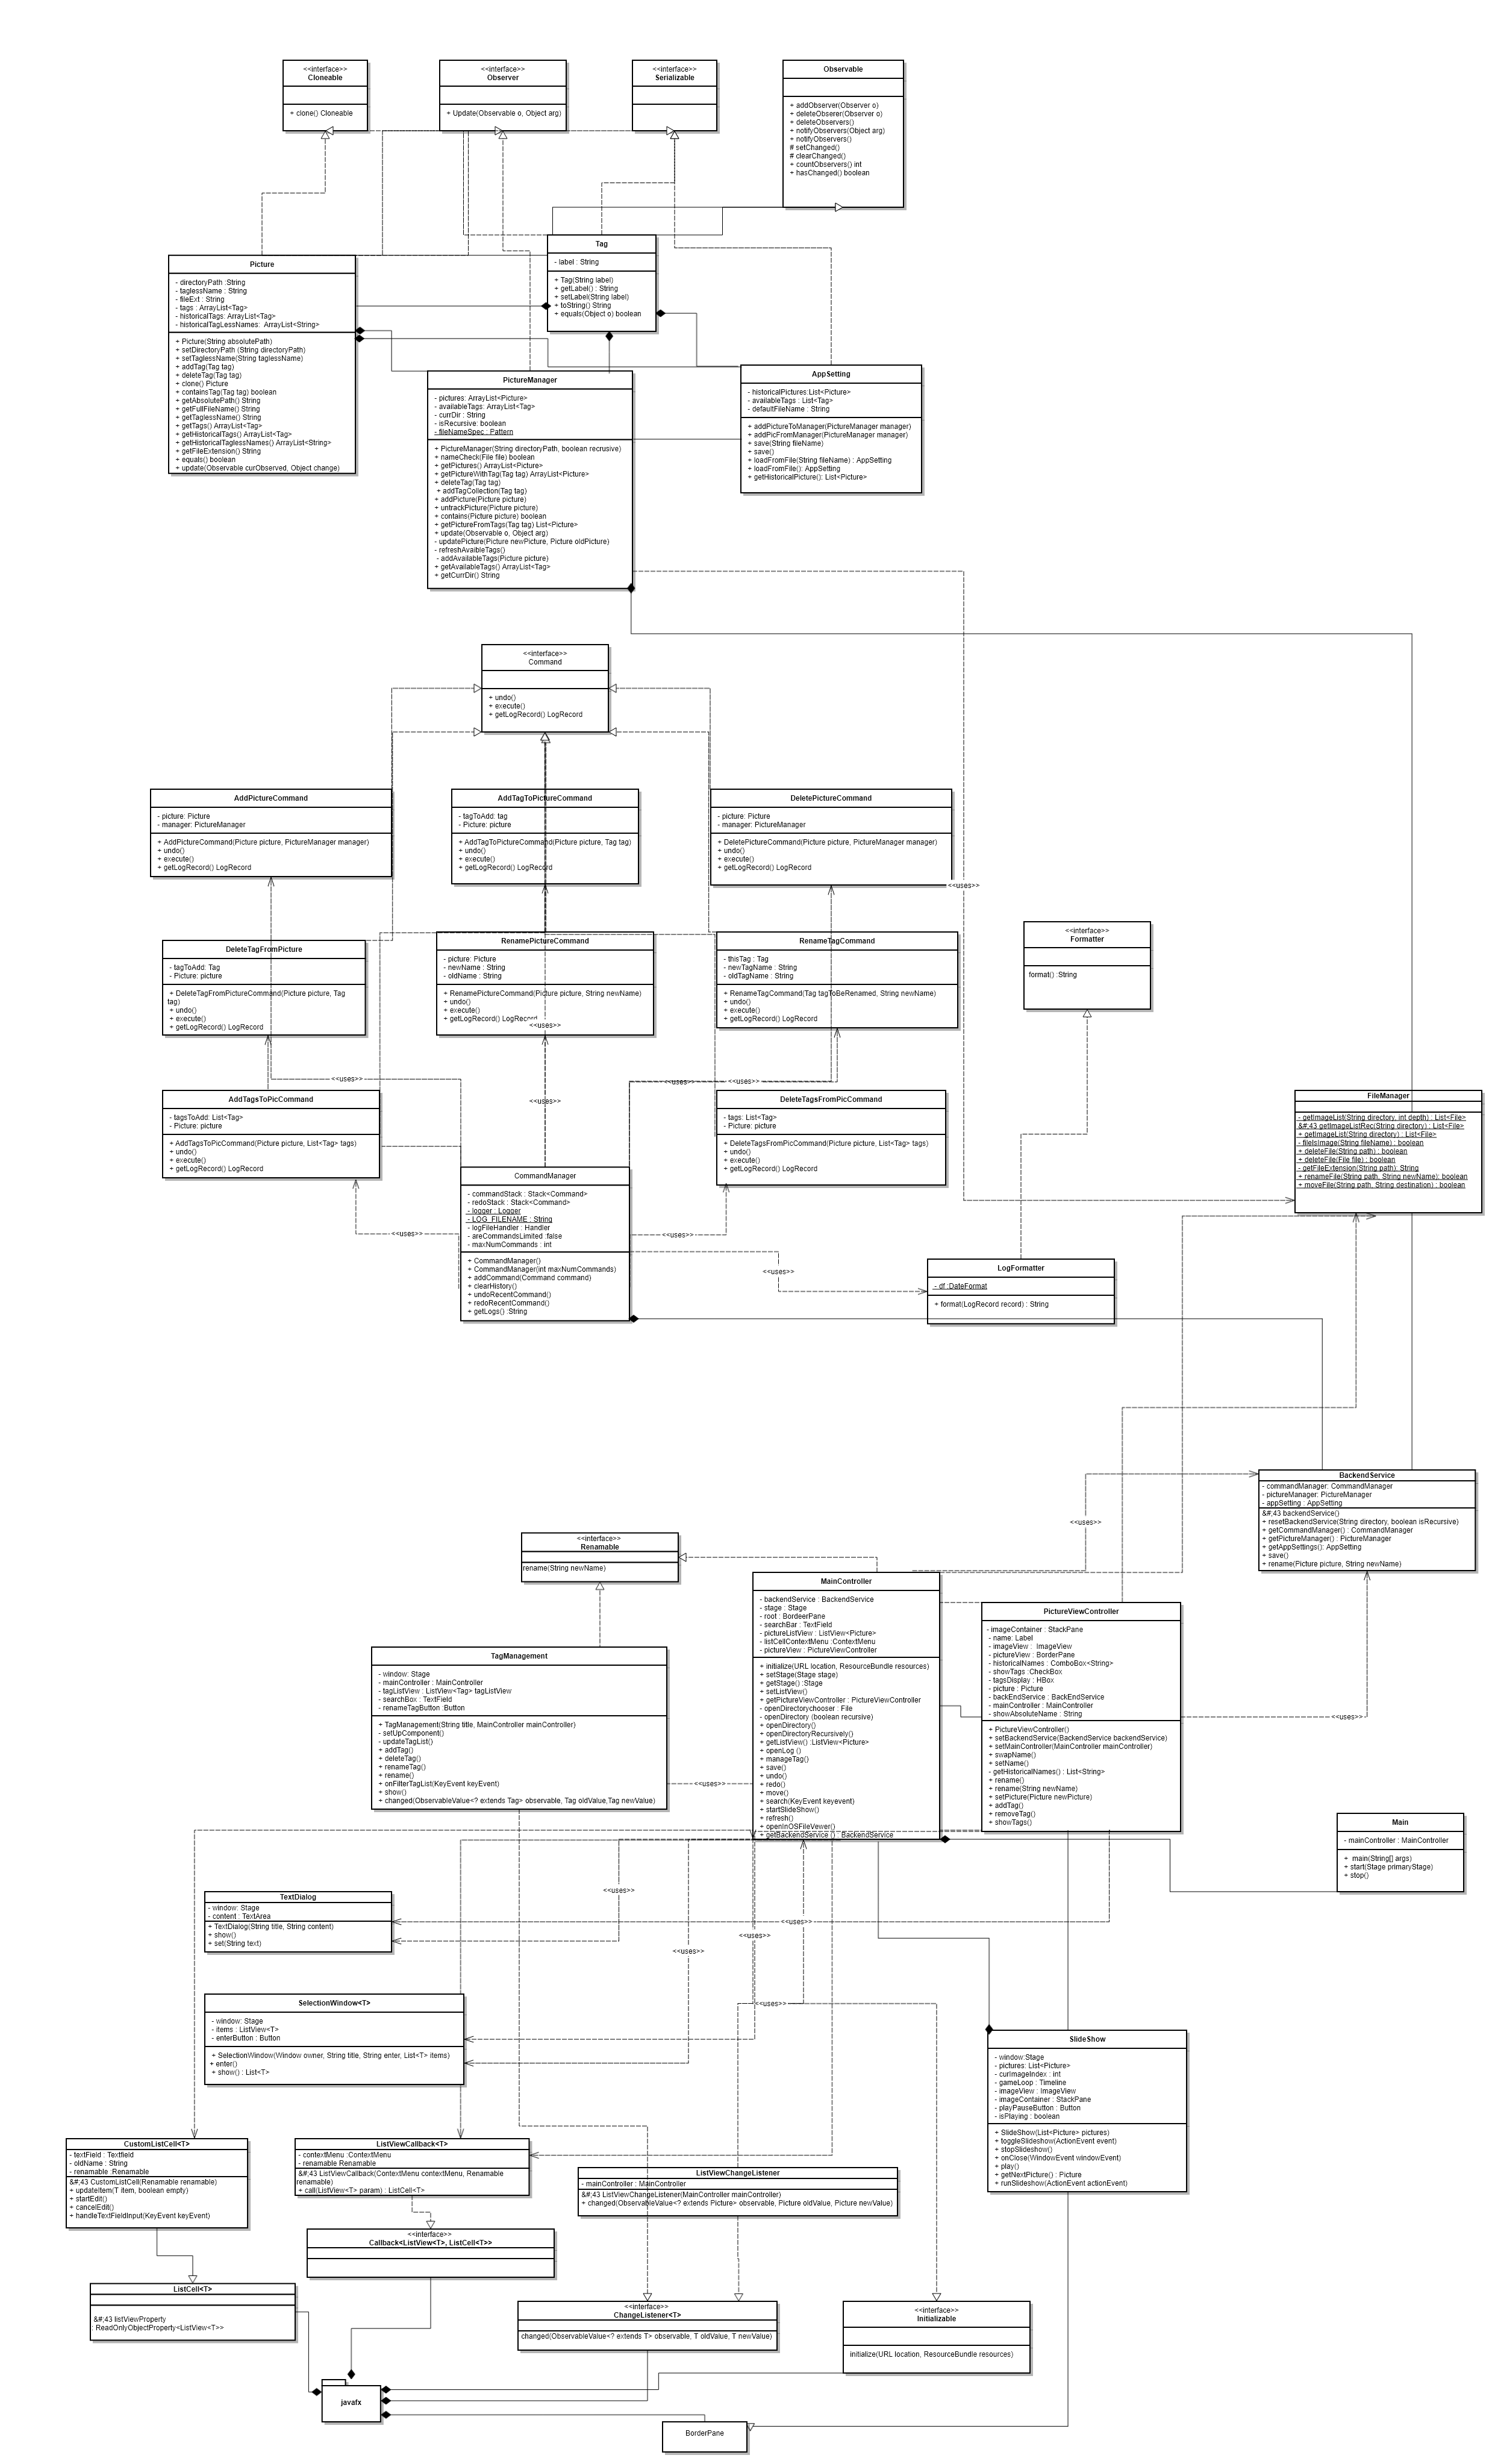 <<interface>>
Cloneable
+ clone() Cloneable
<<interface>>
Observer
+ Update(Observable o, Object arg)
<<interface>>
Serializable
Observable
+ addObserver(Observer o)
+ deleteObserer(Observer o)
+ deleteObservers()
+ notifyObservers(Object arg)
+ notifyObservers()
# setChanged()
# clearChanged()
+ countObservers() int
+ hasChanged() boolean
Tag
- label : String
+ Tag(String label)
+ getLabel() : String
+ setLabel(String label)
+ toString() String
+ equals(Object o) boolean
Picture
- directoryPath :String
- taglessName : String
- fileExt : String
- tags : ArrayList<Tag>
- historicalTags: ArrayList<Tag>
- historicalTagLessNames: ArrayList<String>
+ Picture(String absolutePath)
+ setDirectoryPath (String directoryPath)
+ setTaglessName(String taglessName)
+ addTag(Tag tag)
+ deleteTag(Tag tag)
+ clone() Picture
+ containsTag(Tag tag) boolean
+ getAbsolutePath() String
+ getFullFileName() String
+ getTaglessName() String
+ getTags() ArrayList<Tag>
+ getHistoricalTags() ArrayList<Tag>
+ getHistoricalTaglessNames() ArrayList<String>
+ getFileExtension() String
+ equals() boolean
+ update(Observable curObserved, Object change)
PictureManager
- pictures: ArrayList<Picture>
- availableTags: ArrayList<Tag>
- currDir : String
- isRecursive: boolean
- fileNameSpec : Pattern
+ PictureManager(String directoryPath, boolean recrusive)
+ nameCheck(File file) boolean
+ getPictures() ArrayList<Picture>
+ getPictureWithTag(Tag tag) ArrayList<Picture>
+ deleteTag(Tag tag)
+ addTagCollection(Tag tag)
+ addPicture(Picture picture)
+ untrackPicture(Picture picture)
+ contains(Picture picture) boolean
+ getPictureFromTags(Tag tag) List<Picture>
+ update(Observable o, Object arg)
- updatePicture(Picture newPicture, Picture oldPicture)
- refreshAvaibleTags()
- addAvailableTags(Picture picture)
+ getAvailableTags() ArrayList<Tag>
+ getCurrDir() String
AppSetting
- historicalPictures:List<Picture>
- availableTags : List<Tag>
- defaultFileName : String
+ addPictureToManager(PictureManager manager)
+ addPicFromManager(PictureManager manager)
+ save(String fileName)
+ save()
+ loadFromFile(String fileName) : AppSetting
+ loadFromFile(): AppSetting
+ getHistoricalPicture(): List<Picture>
<<interface>>
Command
+ undo()
+ execute()
+ getLogRecord() LogRecord
AddPictureCommand
- picture: Picture
- manager: PictureManager
+ AddPictureCommand(Picture picture, PictureManager manager)
+ undo()
+ execute()
+ getLogRecord() LogRecord
AddTagToPictureCommand
- tagToAdd: tag
- Picture: picture
+ AddTagToPictureCommand(Picture picture, Tag tag)
+ undo()
+ execute()
+ getLogRecord() LogRecord
DeletePictureCommand
- picture: Picture
- manager: PictureManager
+ DeletePictureCommand(Picture picture, PictureManager manager)
+ undo()
+ execute()
+ getLogRecord() LogRecord
<<uses>>
DeleteTagFromPicture
- tagToAdd: Tag
- Picture: picture
+ DeleteTagFromPictureCommand(Picture picture, Tag
tag)
+ undo()
+ execute()
+ getLogRecord() LogRecord
RenamePictureCommand
- picture: Picture
- newName : String
- oldName : String
+ RenamePictureCommand(Picture picture, String newName)
+ undo()
+ execute()
+ getLogRecord() LogRecord
<<uses>>
RenameTagCommand
- thisTag : Tag
- newTagName : String
- oldTagName : String
+ RenameTagCommand(Tag tagToBeRenamed, String newName)
+ undo()
+ execute()
+ getLogRecord() LogRecord
<<interface>>
Formatter
format() :String
<<uses>>
<<uses>>
<<uses>>
<<uses>>
AddTagsToPicCommand
- tagsToAdd: List<Tag>
- Picture: picture
+ AddTagsToPicCommand(Picture picture, List<Tag> tags)
+ undo()
+ execute()
+ getLogRecord() LogRecord
DeleteTagsFromPicCommand
- tags: List<Tag>
- Picture: picture
+ DeleteTagsFromPicCommand(Picture picture, List<Tag> tags)
+ undo()
+ execute()
+ getLogRecord() LogRecord
FileManager
- getImageList(String directory, int depth) : List<File>
&#;43 getImageListRec(String directory) : List<File>
+ getImageList(String directory) : List<File>
- fileIsImage(String fileName) : boolean
+ deleteFile(String path) : boolean
+ deleteFile(File file) : boolean
- getFileExtension(String path): String
+ renameFile(String path, String newName): boolean
+ moveFile(String path, String destination) : boolean
CommandManager
- commandStack : Stack<Command>
- redoStack : Stack<Command>
- logger : Logger
- LOG_FILENAME : String
- logFileHandler : Handler
- areCommandsLimited :false
- maxNumCommands : int
+ CommandManager()
+ CommandManager(int maxNumCommands)
+ addCommand(Command command)
+ clearHistory()
+ undoRecentCommand()
+ redoRecentCommand()
+ getLogs() :String
<<uses>>
<<uses>>
<<uses>>
LogFormatter
- df :DateFormat
+ format(LogRecord record) : String
BackendService
- commandManager: CommandManager
- pictureManager: PictureManager
- appSetting : AppSetting
&#;43 backendService()
+ resetBackendService(String directory, boolean isRecursive)
+ getCommandManager() : CommandManager
+ getPictureManager() : PictureManager
+ getAppSettings(): AppSetting
+ save()
+ rename(Picture picture, String newName)
<<uses>>
<<interface>>
Renamable
rename(String newName)
MainController
- backendService : BackendService
- stage : Stage
- root : BordeerPane
- searchBar : TextField
- pictureListView : ListView<Picture>
- listCellContextMenu :ContextMenu
- pictureView : PictureViewController
+ initialize(URL location, ResourceBundle resources)
+ setStage(Stage stage)
+ getStage() :Stage
+ setListView()
+ getPictureViewController : PictureViewController
- openDirectorychooser : File
- openDirectory (boolean recursive)
+ openDirectory()
+ openDirectoryRecursively()
+ getListView() :ListView<Picture>
+ openLog ()
+ manageTag()
+ save()
+ undo()
+ redo()
+ move()
+ search(KeyEvent keyevent)
+ startSlideShow()
+ refresh()
+ openInOSFileVewer()
+ getBackendService () : BackendService
PictureViewController
- imageContainer : StackPane
- name: Label
- imageView : ImageView
- pictureView : BorderPane
- historicalNames : ComboBox<String>
- showTags :CheckBox
- tagsDisplay : HBox
- picture : Picture
- backEndService : BackEndService
- mainController : MainController
- showAbsoluteName : String
+ PictureViewController()
+ setBackendService(BackendService backendService)
+ setMainController(MainController mainController)
+ swapName()
+ setName()
- getHistoricalNames() : List<String>
+ rename()
+ rename(String newName)
+ setPicture(Picture newPicture)
+ addTag()
+ removeTag()
+ showTags()
<<uses>>
TagManagement
- window: Stage
- mainController : MainController
- tagListView : ListView<Tag> tagListView
- searchBox : TextField
- renameTagButton :Button
+ TagManagement(String title, MainController mainController)
- setUpComponent()
- updateTagList()
+ addTag()
+ deleteTag()
+ renameTag()
+ rename()
+ onFilterTagList(KeyEvent keyEvent)
+ show()
+ changed(ObservableValue<? extends Tag> observable, Tag oldValue,Tag newValue)
<<uses>>
Main
- mainController : MainController
+ main(String[] args)
+ start(Stage primaryStage)
+ stop()
TextDialog
- window: Stage
- content : TextArea
+ TextDialog(String title, String content)
+ show()
+ set(String text)
<<uses>>
<<uses>>
<<uses>>
<<uses>>
<<uses>>
SelectionWindow<T>
- window: Stage
- items : ListView<T>
- enterButton : Button
+ SelectionWindow(Window owner, String title, String enter, List<T> items)
+ enter()
+ show() : List<T>
SlideShow
- window:Stage
- pictures: List<Picture>
- curImageIndex : int
- gameLoop : Timeline
- imageView : ImageView
- imageContainer : StackPane
- playPauseButton : Button
- isPlaying : boolean
+ SlideShow(List<Picture> pictures)
+ toggleSlideshow(ActionEvent event)
+ stopSlideshow()
+ onClose(WindowEvent windowEvent)
+ play()
+ getNextPicture() : Picture
+ runSlideshow(ActionEvent actionEvent)
CustomListCell<T>
- textField : Textfield
- oldName : String
- renamable :Renamable
&#;43 CustomListCell(Renamable renamable)
+ updateItem(T item, boolean empty)
+ startEdit()
+ cancelEdit()
+ handleTextFieldInput(KeyEvent keyEvent)
ListViewCallback<T>
- contextMenu :ContextMenu
- renamable Renamable
&#;43 ListViewCallback(ContextMenu contextMenu, Renamable
renamable)
+ call(ListView<T> param) : ListCell<T>
ListViewChangeListener
- mainController : MainController
&#;43 ListViewChangeListener(MainController mainController)
+ changed(ObservableValue<? extends Picture> observable, Picture oldValue, Picture newValue)
<<interface>>
Callback<ListView<T>, ListCell<T>>
ListCell<T>
&#;43 listViewProperty
: ReadOnlyObjectProperty<ListView<T>>
<<interface>>
ChangeListener<T>
changed(ObservableValue<? extends T> observable, T oldValue, T newValue)
<<interface>>
Initializable
initialize(URL location, ResourceBundle resources)
javafx
BorderPane